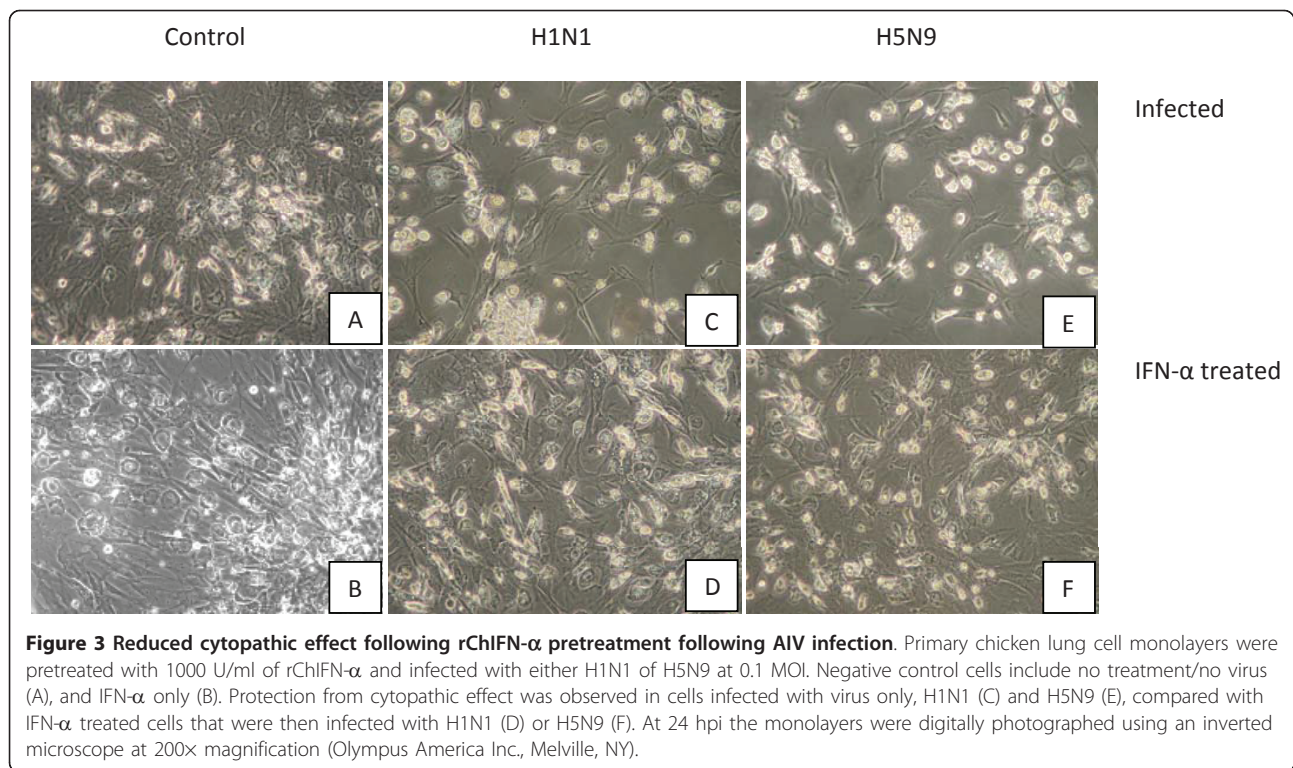 Control H1N1 H5N9
Infected
A C E
IFN-α treated
B D F
Figure 3 Reduced cytopathic effect following rChIFN-α pretreatment following AIV infection. Primary chicken lung cell monolayers were
pretreated with 1000 U/ml of rChIFN-α and infected with either H1N1 of H5N9 at 0.1 MOI. Negative control cells include no treatment/no virus
(A), and IFN-α only (B). Protection from cytopathic effect was observed in cells infected with virus only, H1N1 (C) and H5N9 (E), compared with
IFN-α treated cells that were then infected with H1N1 (D) or H5N9 (F). At 24 hpi the monolayers were digitally photographed using an inverted
microscope at 200× magnification (Olympus America Inc., Melville, NY).